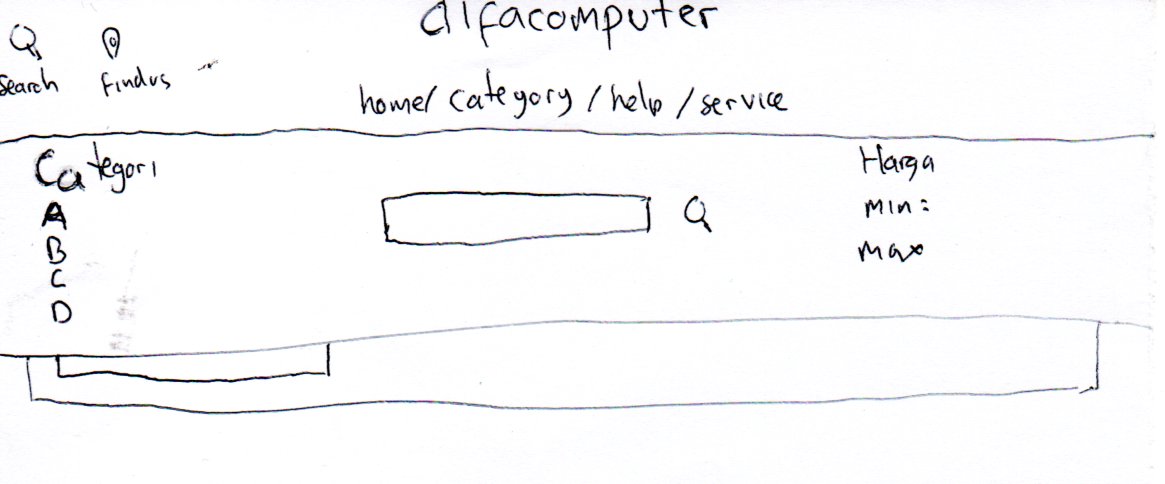 alfacomputer
search findus
home/ category / help / service
Categori
A
B
C
D
Harga
min:
max